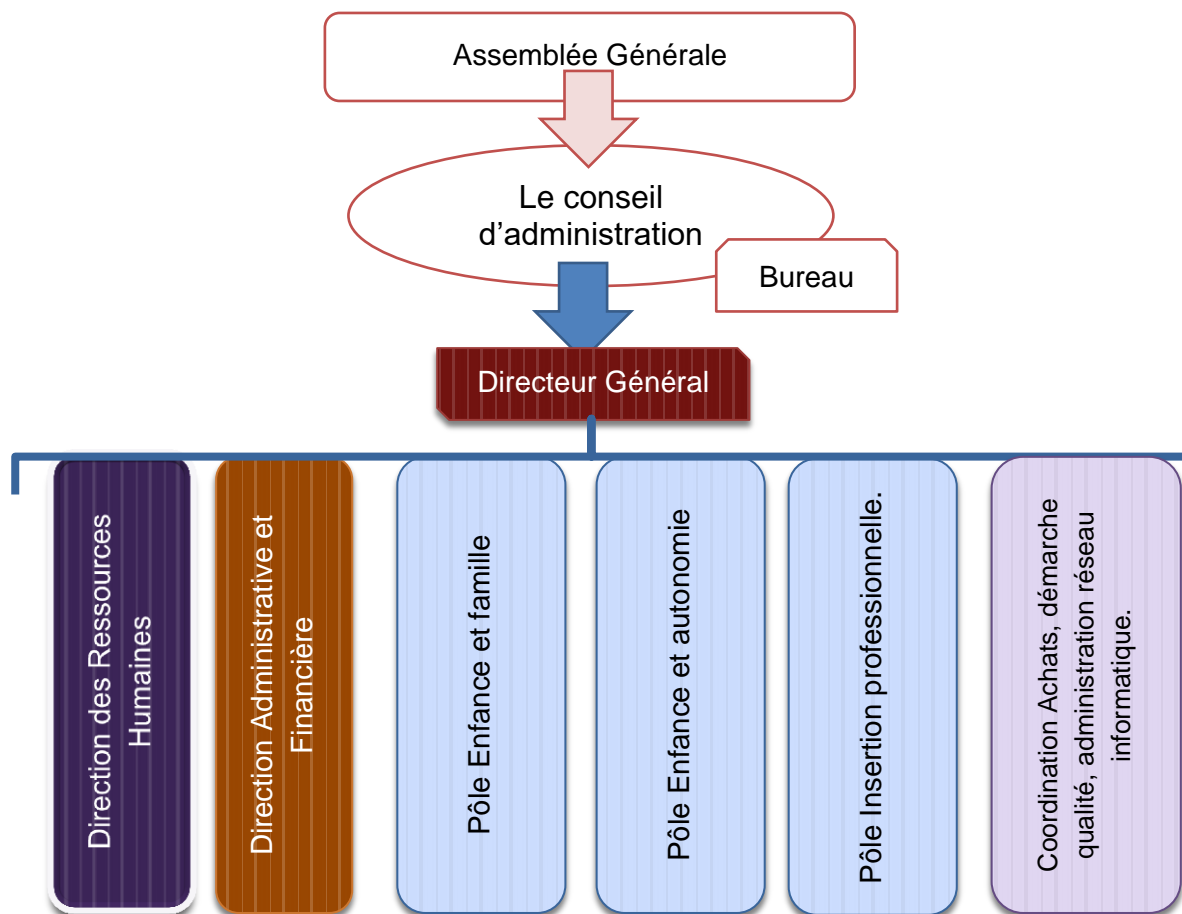 Assemblée Générale
Le conseil
d’administration
Bureau
Directeur Général
Direction des Ressources
Humaines
Direction Administrative et
Financière
Pôle Enfance et famille
Pôle Enfance et autonomie
Pôle Insertion professionnelle.
Coordination Achats, démarche
qualité, administration réseau
informatique.